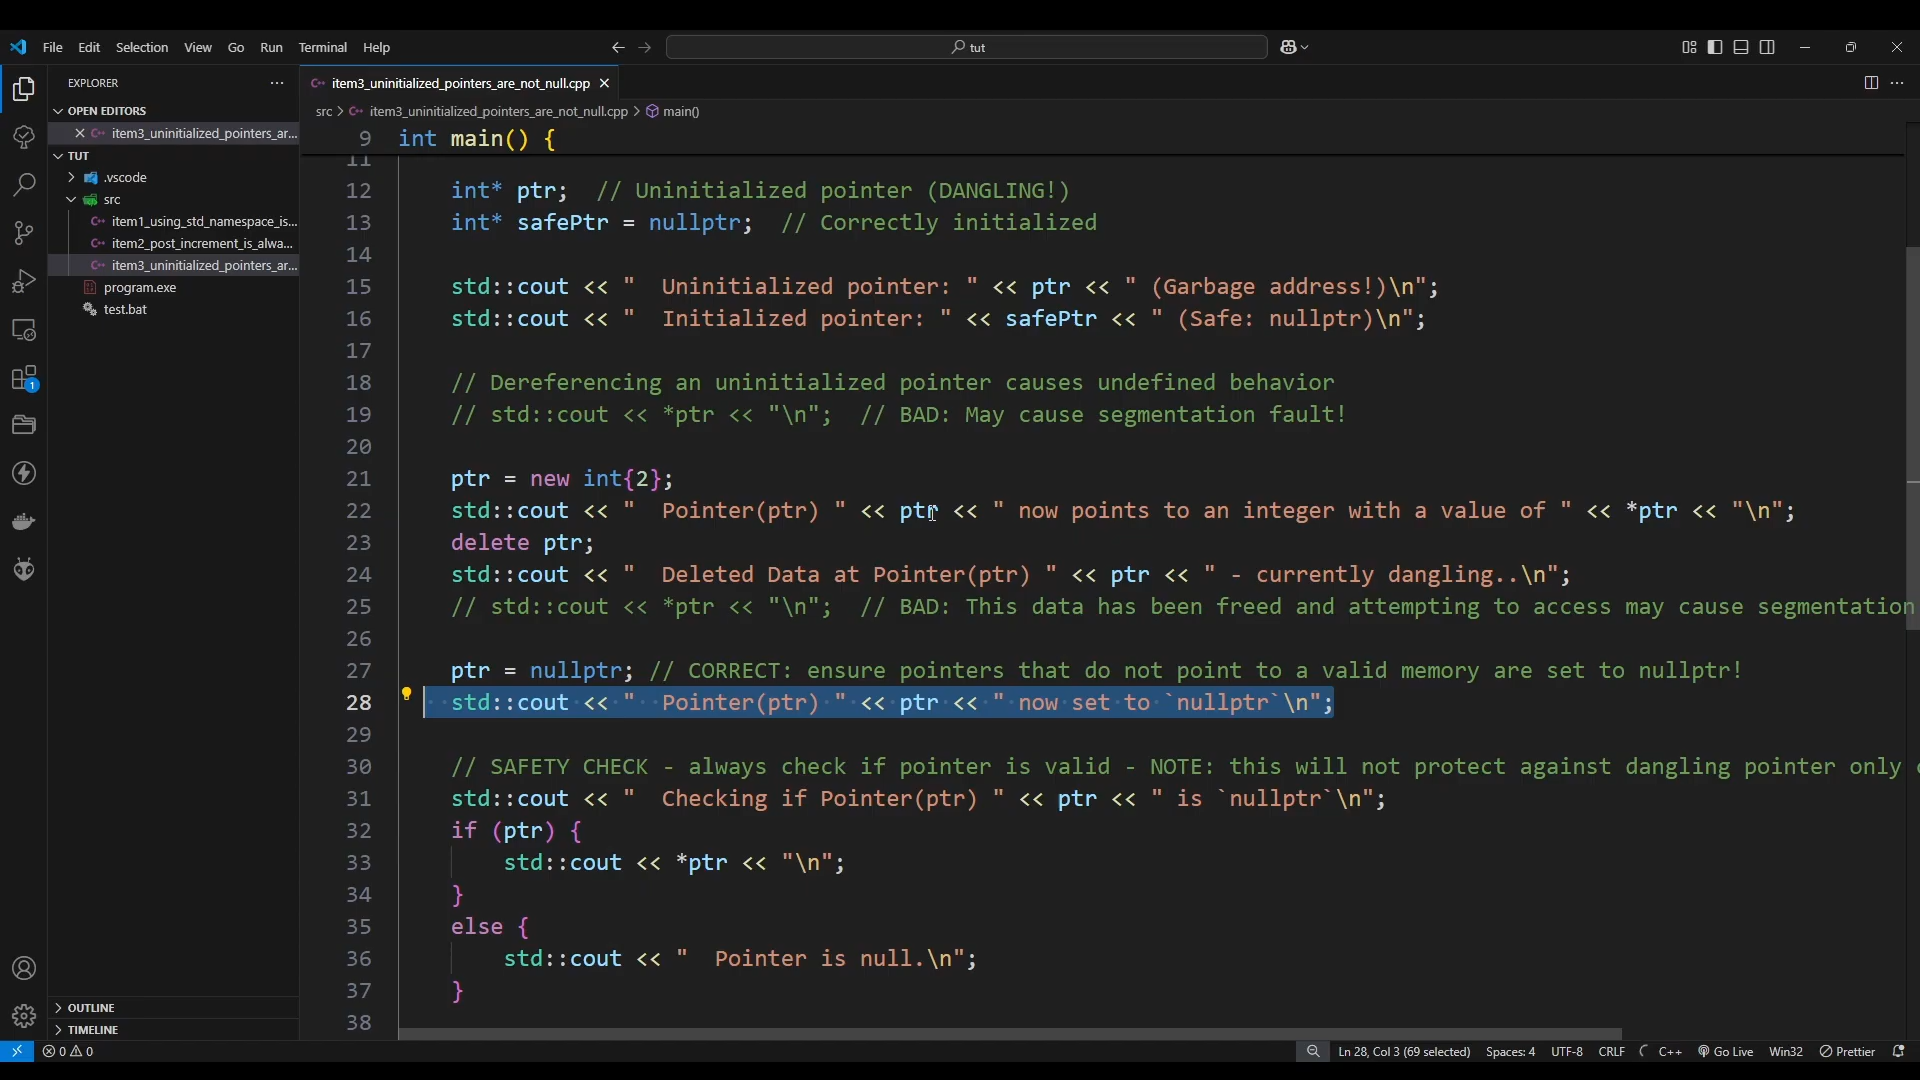 File Edit Selection View Go Run Terminal Help
tut
EXPLORER
OPEN EDITORS
item3_uninitialized_pointers_ar...
TUT
.vscode
src
item1_using_std_namespace_is...
item2_post_increment_is_alwa...
item3_uninitialized_pointers_ar...
program.exe
test.bat
OUTLINE
TIMELINE
1
item3_uninitialized_pointers_are_not_null.cpp
src > item3_uninitialized_pointers_are_not_null.cpp > main()
9 int main() {
11
12 int* ptr;  // Uninitialized pointer (DANGLING!)
13 int* safePtr = nullptr;  // Correctly initialized
14
15 std::cout << "  Uninitialized pointer: " << ptr << " (Garbage address!)\n";
16 std::cout << "  Initialized pointer: " << safePtr << " (Safe: nullptr)\n";
17
18 // Dereferencing an uninitialized pointer causes undefined behavior
19 // std::cout << *ptr << "\n";  // BAD: May cause segmentation fault!
20
21 ptr = new int{2};
22 std::cout << "  Pointer(ptr) " << ptr << " now points to an integer with a value of " << *ptr << "\n";
23 delete ptr;
24 std::cout << "  Deleted Data at Pointer(ptr) " << ptr << " - currently dangling..\n";
25 // std::cout << *ptr << "\n";  // BAD: This data has been freed and attempting to access may cause segmentation
26
27 ptr = nullptr; // CORRECT: ensure pointers that do not point to a valid memory are set to nullptr!
28 std::cout << "  Pointer(ptr) " << ptr << " now set to `nullptr`\n";
29
30 // SAFETY CHECK - always check if pointer is valid - NOTE: this will not protect against dangling pointer only
31 std::cout << "  Checking if Pointer(ptr) " << ptr << " is `nullptr`\n";
32 if (ptr) {
33 std::cout << *ptr << "\n";
34 }
35 else {
36 std::cout << "  Pointer is null.\n";
37 }
38
0 0
Ln 28, Col 3 (69 selected) Spaces: 4 UTF-8 CRLF C++ Go Live Win32 Prettier